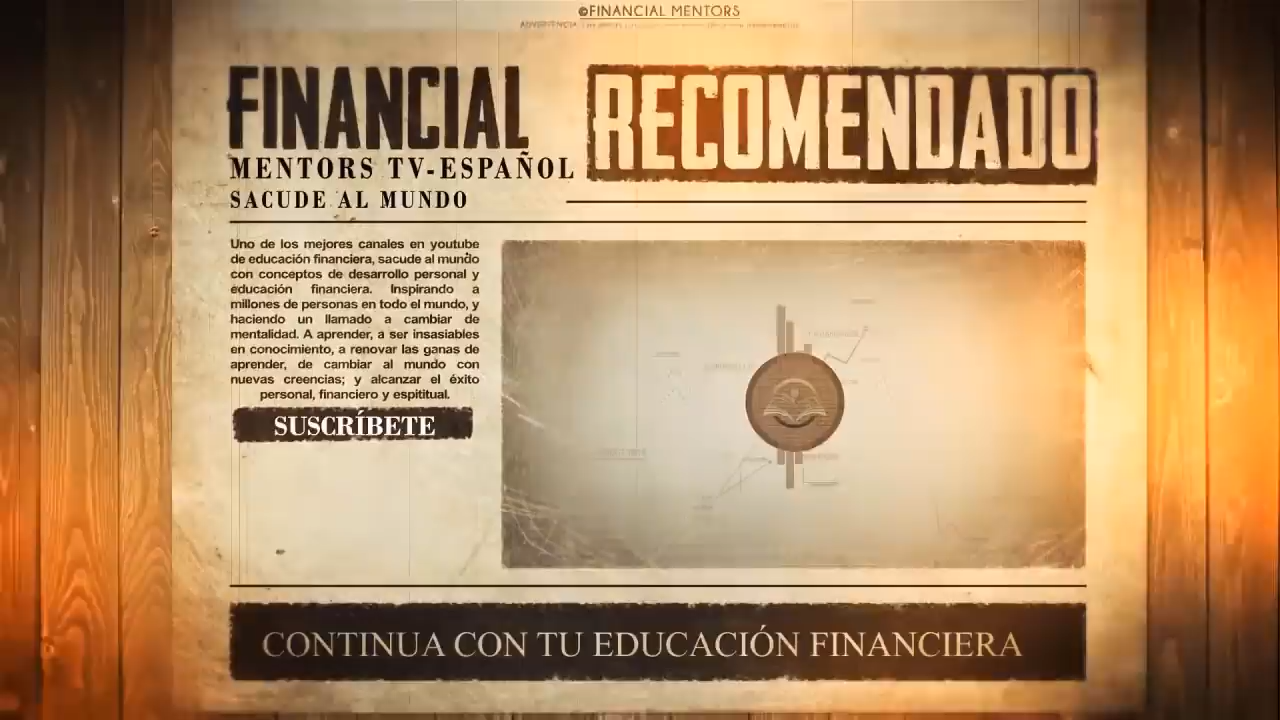 ©FINANCIAL MENTORS
ADVERTENCIA
FINANCIAL
RECOMENDADO
MENTORS TV-ESPAÑOL
SACUDE AL MUNDO
Uno de los mejores canales en youtube
de educación financiera, sacude al mundo
con conceptos de desarrollo personal y
educación financiera. Inspirando a
millones de personas en todo el mundo, y
haciendo un llamado a cambiar de
mentalidad. A aprender, a ser insasiables
en conocimiento, a renovar las ganas de
aprender, de cambiar al mundo con
nuevas creencias; y alcanzar el éxito
personal, financiero y espititual.
SUSCRÍBETE
CONTINUA CON TU EDUCACIÓN FINANCIERA